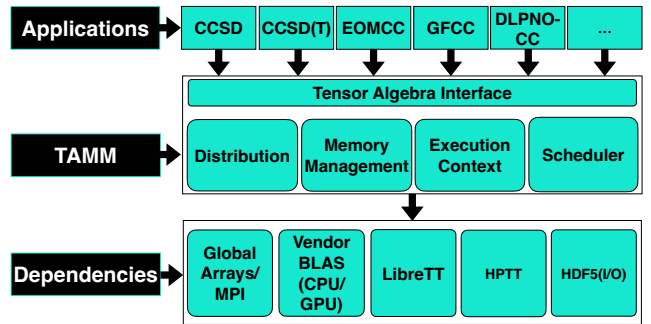 Applications
CCSD
CCSD(T)
EOMCC
GFCC
DLPNO-
CC
...
Tensor Algebra Interface
TAMM
Distribution
Memory
Management
Execution
Context
Scheduler
Dependencies
Global
Arrays/
MPI
Vendor
BLAS
(CPU/
GPU)
LibreTT
HPTT
HDF5(I/O)